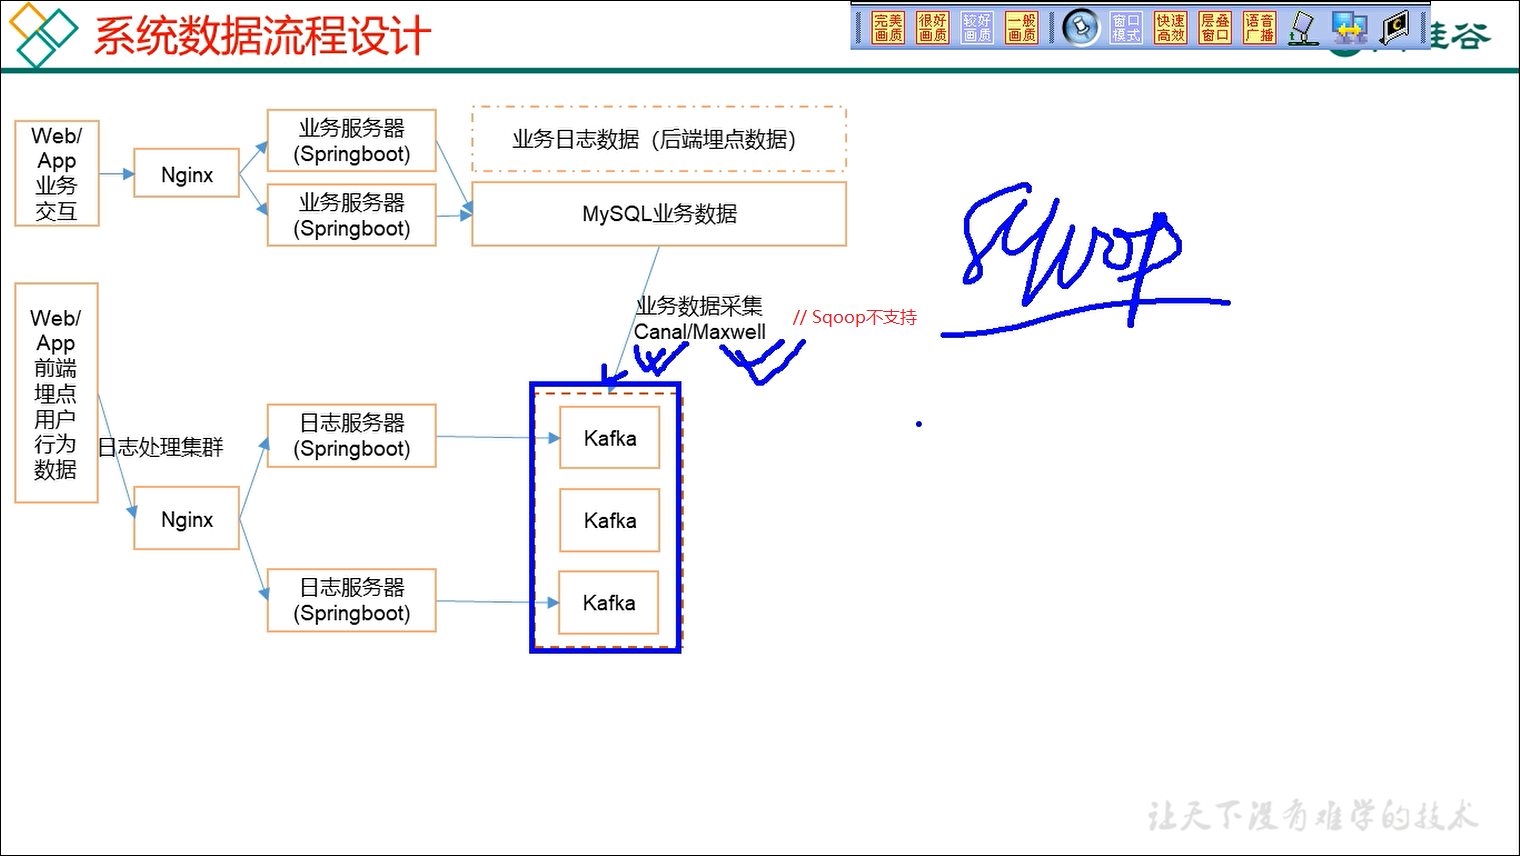 系统数据流程设计
完美画质
很好画质
较好画质
一般画质
窗口模式
快速高效
层叠窗口
语音广播
硅谷
Web/
App
业务
交互
Nginx
业务服务器
(Springboot)
业务服务器
(Springboot)
业务日志数据（后端埋点数据）
MySQL业务数据
sqoop
业务数据采集
Canal/Maxwell
// Sqoop不支持
Web/
App
前端
埋点
用户
行为
数据
日志处理集群
Nginx
日志服务器
(Springboot)
日志服务器
(Springboot)
Kafka
Kafka
Kafka
让天下没有难学的技术